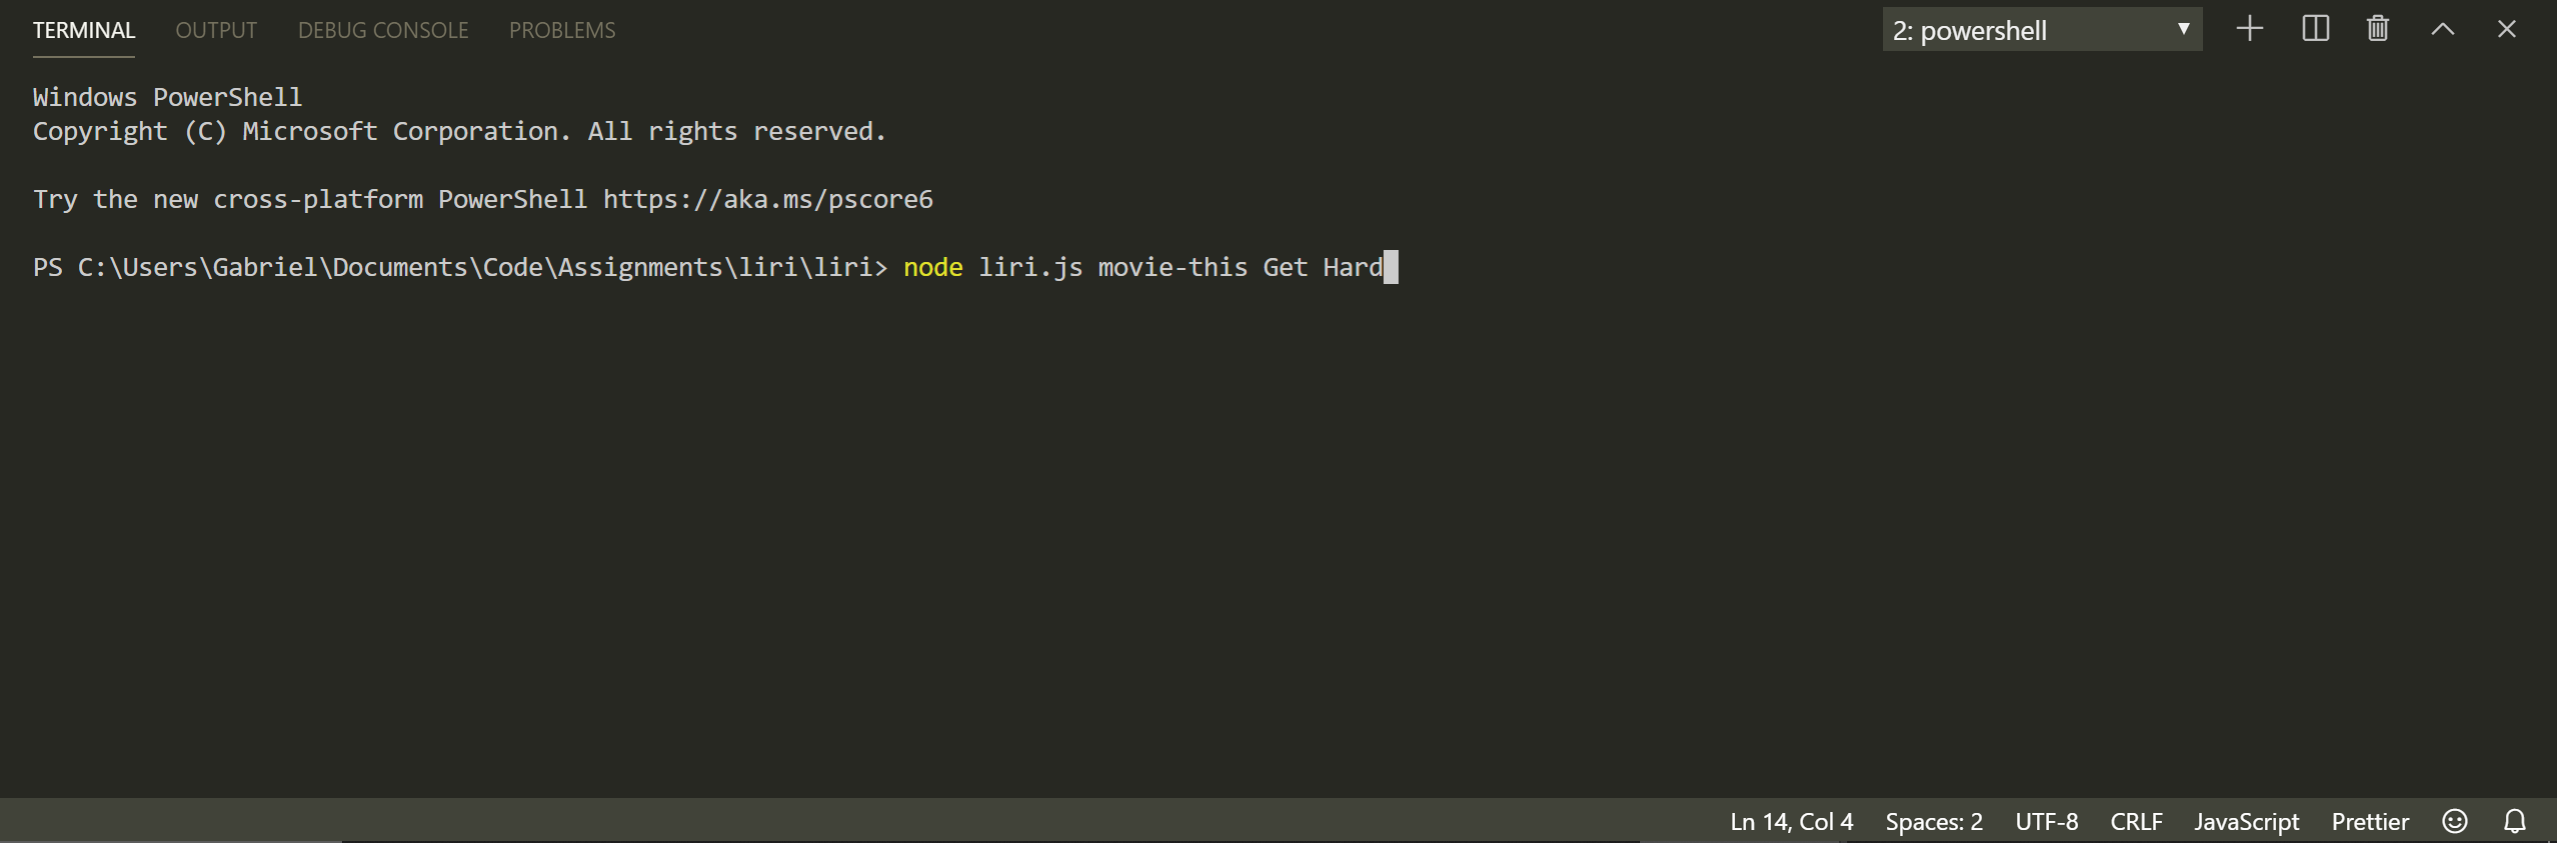 TERMINAL OUTPUT DEBUG CONSOLE PROBLEMS 2: powershell
Windows PowerShell
Copyright (C) Microsoft Corporation. All rights reserved.
Try the new cross-platform PowerShell https://aka.ms/pscore6
PS C:\Users\Gabriel\Documents\Code\Assignments\liri\liri> node liri.js movie-this Get Hard
Ln 14, Col 4 Spaces: 2 UTF-8 CRLF JavaScript Prettier